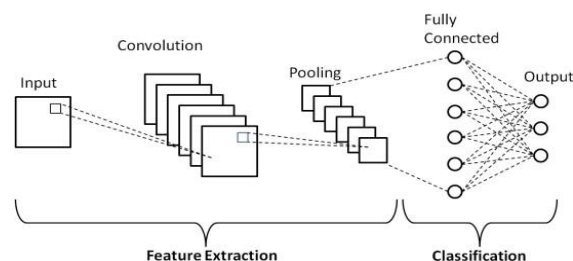 Fully
Connected
Convolution
Input
Pooling
Output
Feature Extraction
Classification